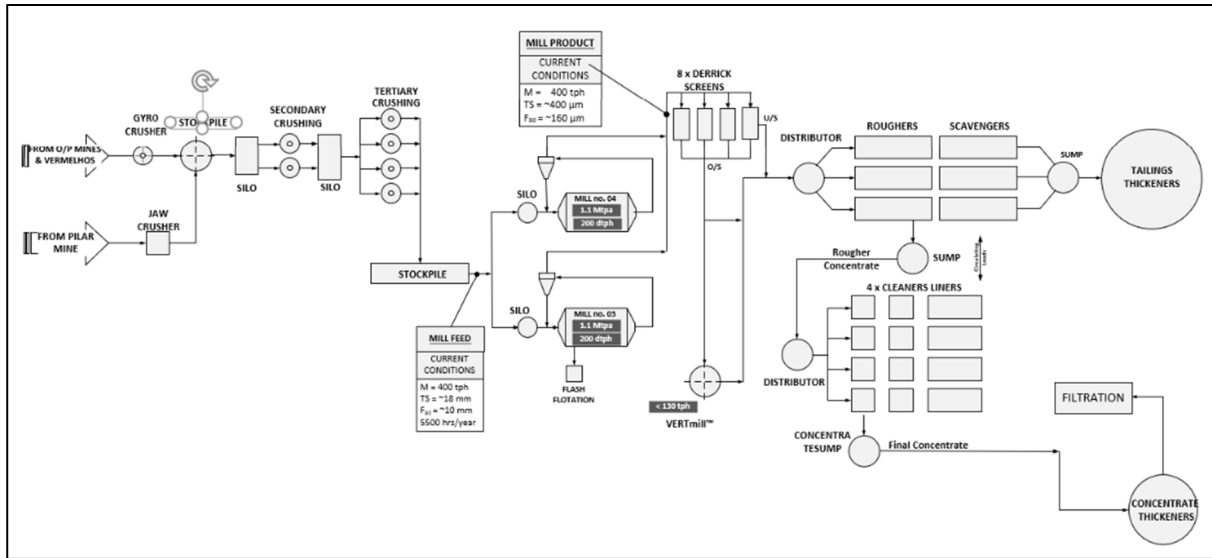 MILL PRODUCT
CURRENT
CONDITIONS
M = 400 tph
TS = ~400 µm
F₈₀ = ~160 µm
8 x DERRICK
SCREENS
TERTIARY
CRUSHING
SECONDARY
CRUSHING
GYRO
CRUSHER
STOCKPILE
FROM O/P MINES
& VERMELHOS
SILO
SILO
JAW
CRUSHER
FROM PILAR
MINE
STOCKPILE
MILL FEED
CURRENT
CONDITIONS
M = 400 tph
TS = ~18 mm
F₈₀ = ~10 mm
5500 hrs/year
SILO
MILL no. 04
1.1 Mtpa
200 dtph
SILO
MILL no. 03
1.1 Mtpa
200 dtph
FLASH
FLOTATION
U/S
O/S
< 130 tph
VERTmill™
DISTRIBUTOR
ROUGHERS
SCAVENGERS
SUMP
TAILINGS
THICKENERS
Rougher
Concentrate
SUMP
Circulating
Loads
4 x CLEANERS LINERS
DISTRIBUTOR
CONCENTRA
TESUMP
Final Concentrate
FILTRATION
CONCENTRATE
THICKENERS